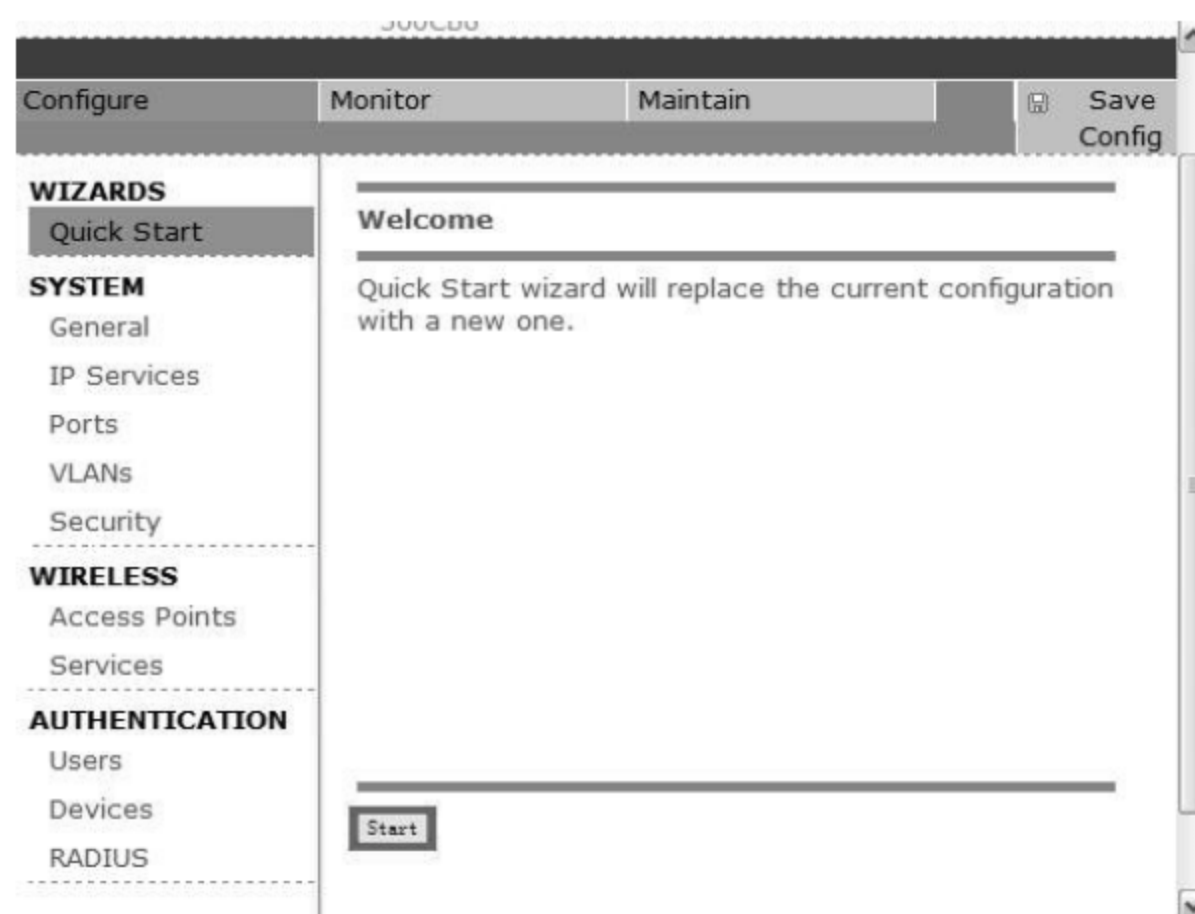 Configure
Monitor
Maintain
Save
Config
WIZARDS
Quick Start
SYSTEM
General
IP Services
Ports
VLANs
Security
WIRELESS
Access Points
Services
AUTHENTICATION
Users
Devices
RADIUS
Welcome
Quick Start wizard will replace the current configuration
with a new one.
Start